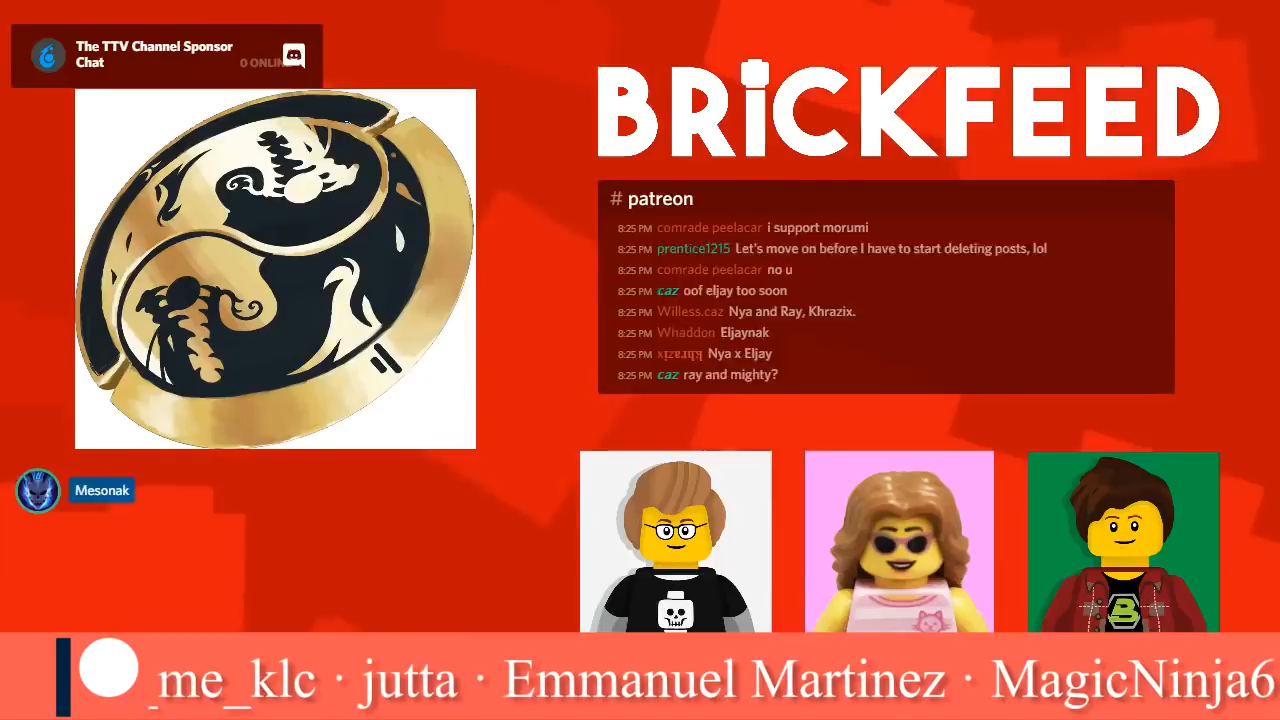 The TTV Channel Sponsor
Chat
0 ONLIN
BRiCKFEED
# patreon
8:25 PM comrade peelacar i support morumi
8:25 PM prentice1215 Let's move on before I have to start deleting posts, lol
8:25 PM comrade peelacar no u
8:25 PM caz oof eljay too soon
8:25 PM Willess.caz Nya and Ray, Khrazix.
8:25 PM Whaddon Eljaynak
8:25 PM Nya x Eljay
8:25 PM caz ray and mighty?
Mesonak
B
_me_klc · jutta · Emmanuel Martinez · MagicNinja6